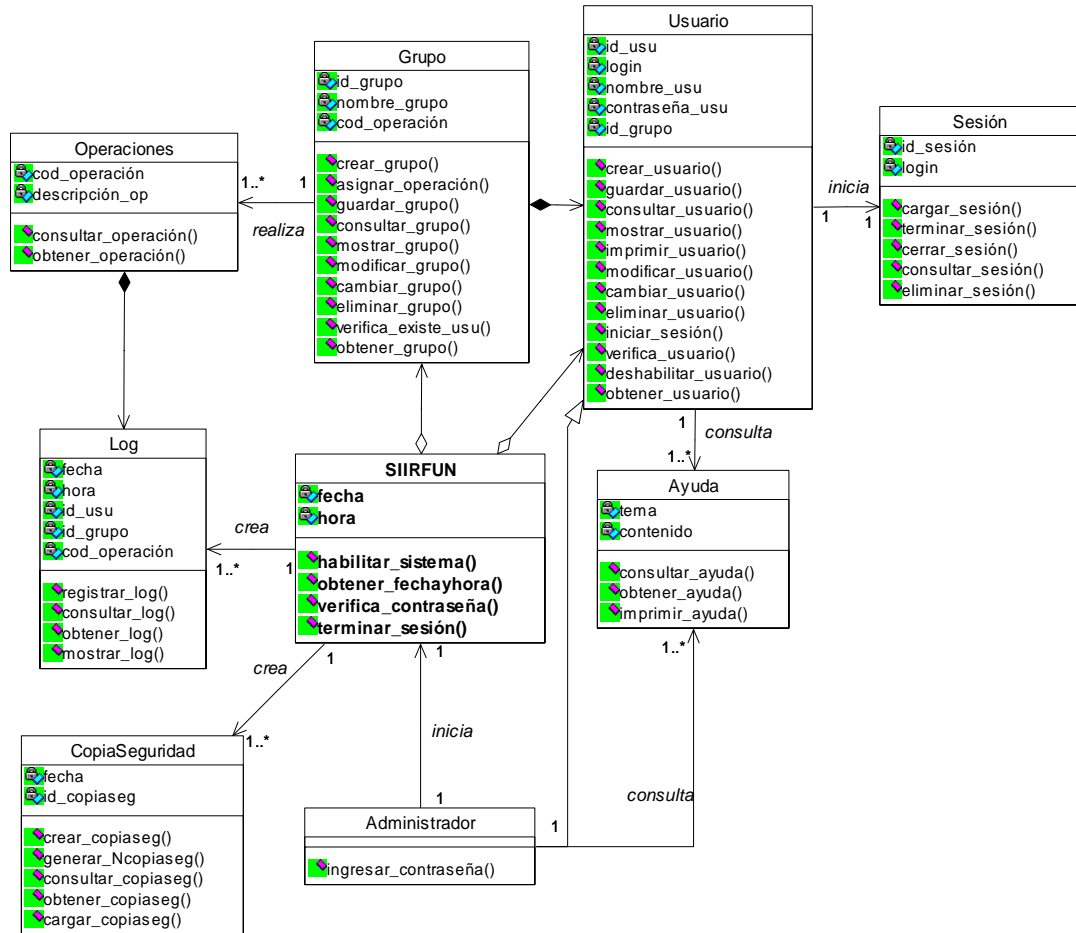 Usuario
id_usu
login
nombre_usu
contraseña_usu
id_grupo
crear_usuario()
guardar_usuario()
consultar_usuario()
mostrar_usuario()
imprimir_usuario()
modificar_usuario()
cambiar_usuario()
eliminar_usuario()
iniciar_sesión()
verifica_usuario()
deshabilitar_usuario()
obtener_usuario()
Grupo
id_grupo
nombre_grupo
cod_operación
crear_grupo()
asignar_operación()
guardar_grupo()
consultar_grupo()
mostrar_grupo()
modificar_grupo()
cambiar_grupo()
eliminar_grupo()
verifica_existe_usu()
obtener_grupo()
Operaciones
cod_operación
descripción_op
consultar_operación()
obtener_operación()
1..*
1
realiza
Sesión
id_sesión
login
cargar_sesión()
terminar_sesión()
cerrar_sesión()
consultar_sesión()
eliminar_sesión()
inicia
1
1
Log
fecha
hora
id_usu
id_grupo
cod_operación
registrar_log()
consultar_log()
obtener_log()
mostrar_log()
crea
1..*
1
SIIRFUN
fecha
hora
habilitar_sistema()
obtener_fechayhora()
verifica_contraseña()
terminar_sesión()
1
consulta
1..*
Ayuda
tema
contenido
consultar_ayuda()
obtener_ayuda()
imprimir_ayuda()
1..*
crea
1
1..*
1
inicia
1
CopiaSeguridad
fecha
id_copiaseg
crear_copiaseg()
generar_Ncopiaseg()
consultar_copiaseg()
obtener_copiaseg()
cargar_copiaseg()
Administrador
ingresar_contraseña()
1
consulta